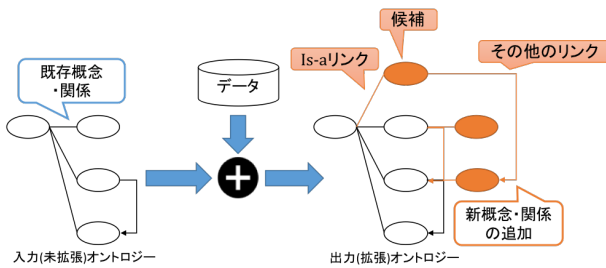 候補
その他のリンク
Is-aリンク
既存概念
・関係
データ
新概念・関係
の追加
入力(未拡張)オントロジー
出力(拡張)オントロジー